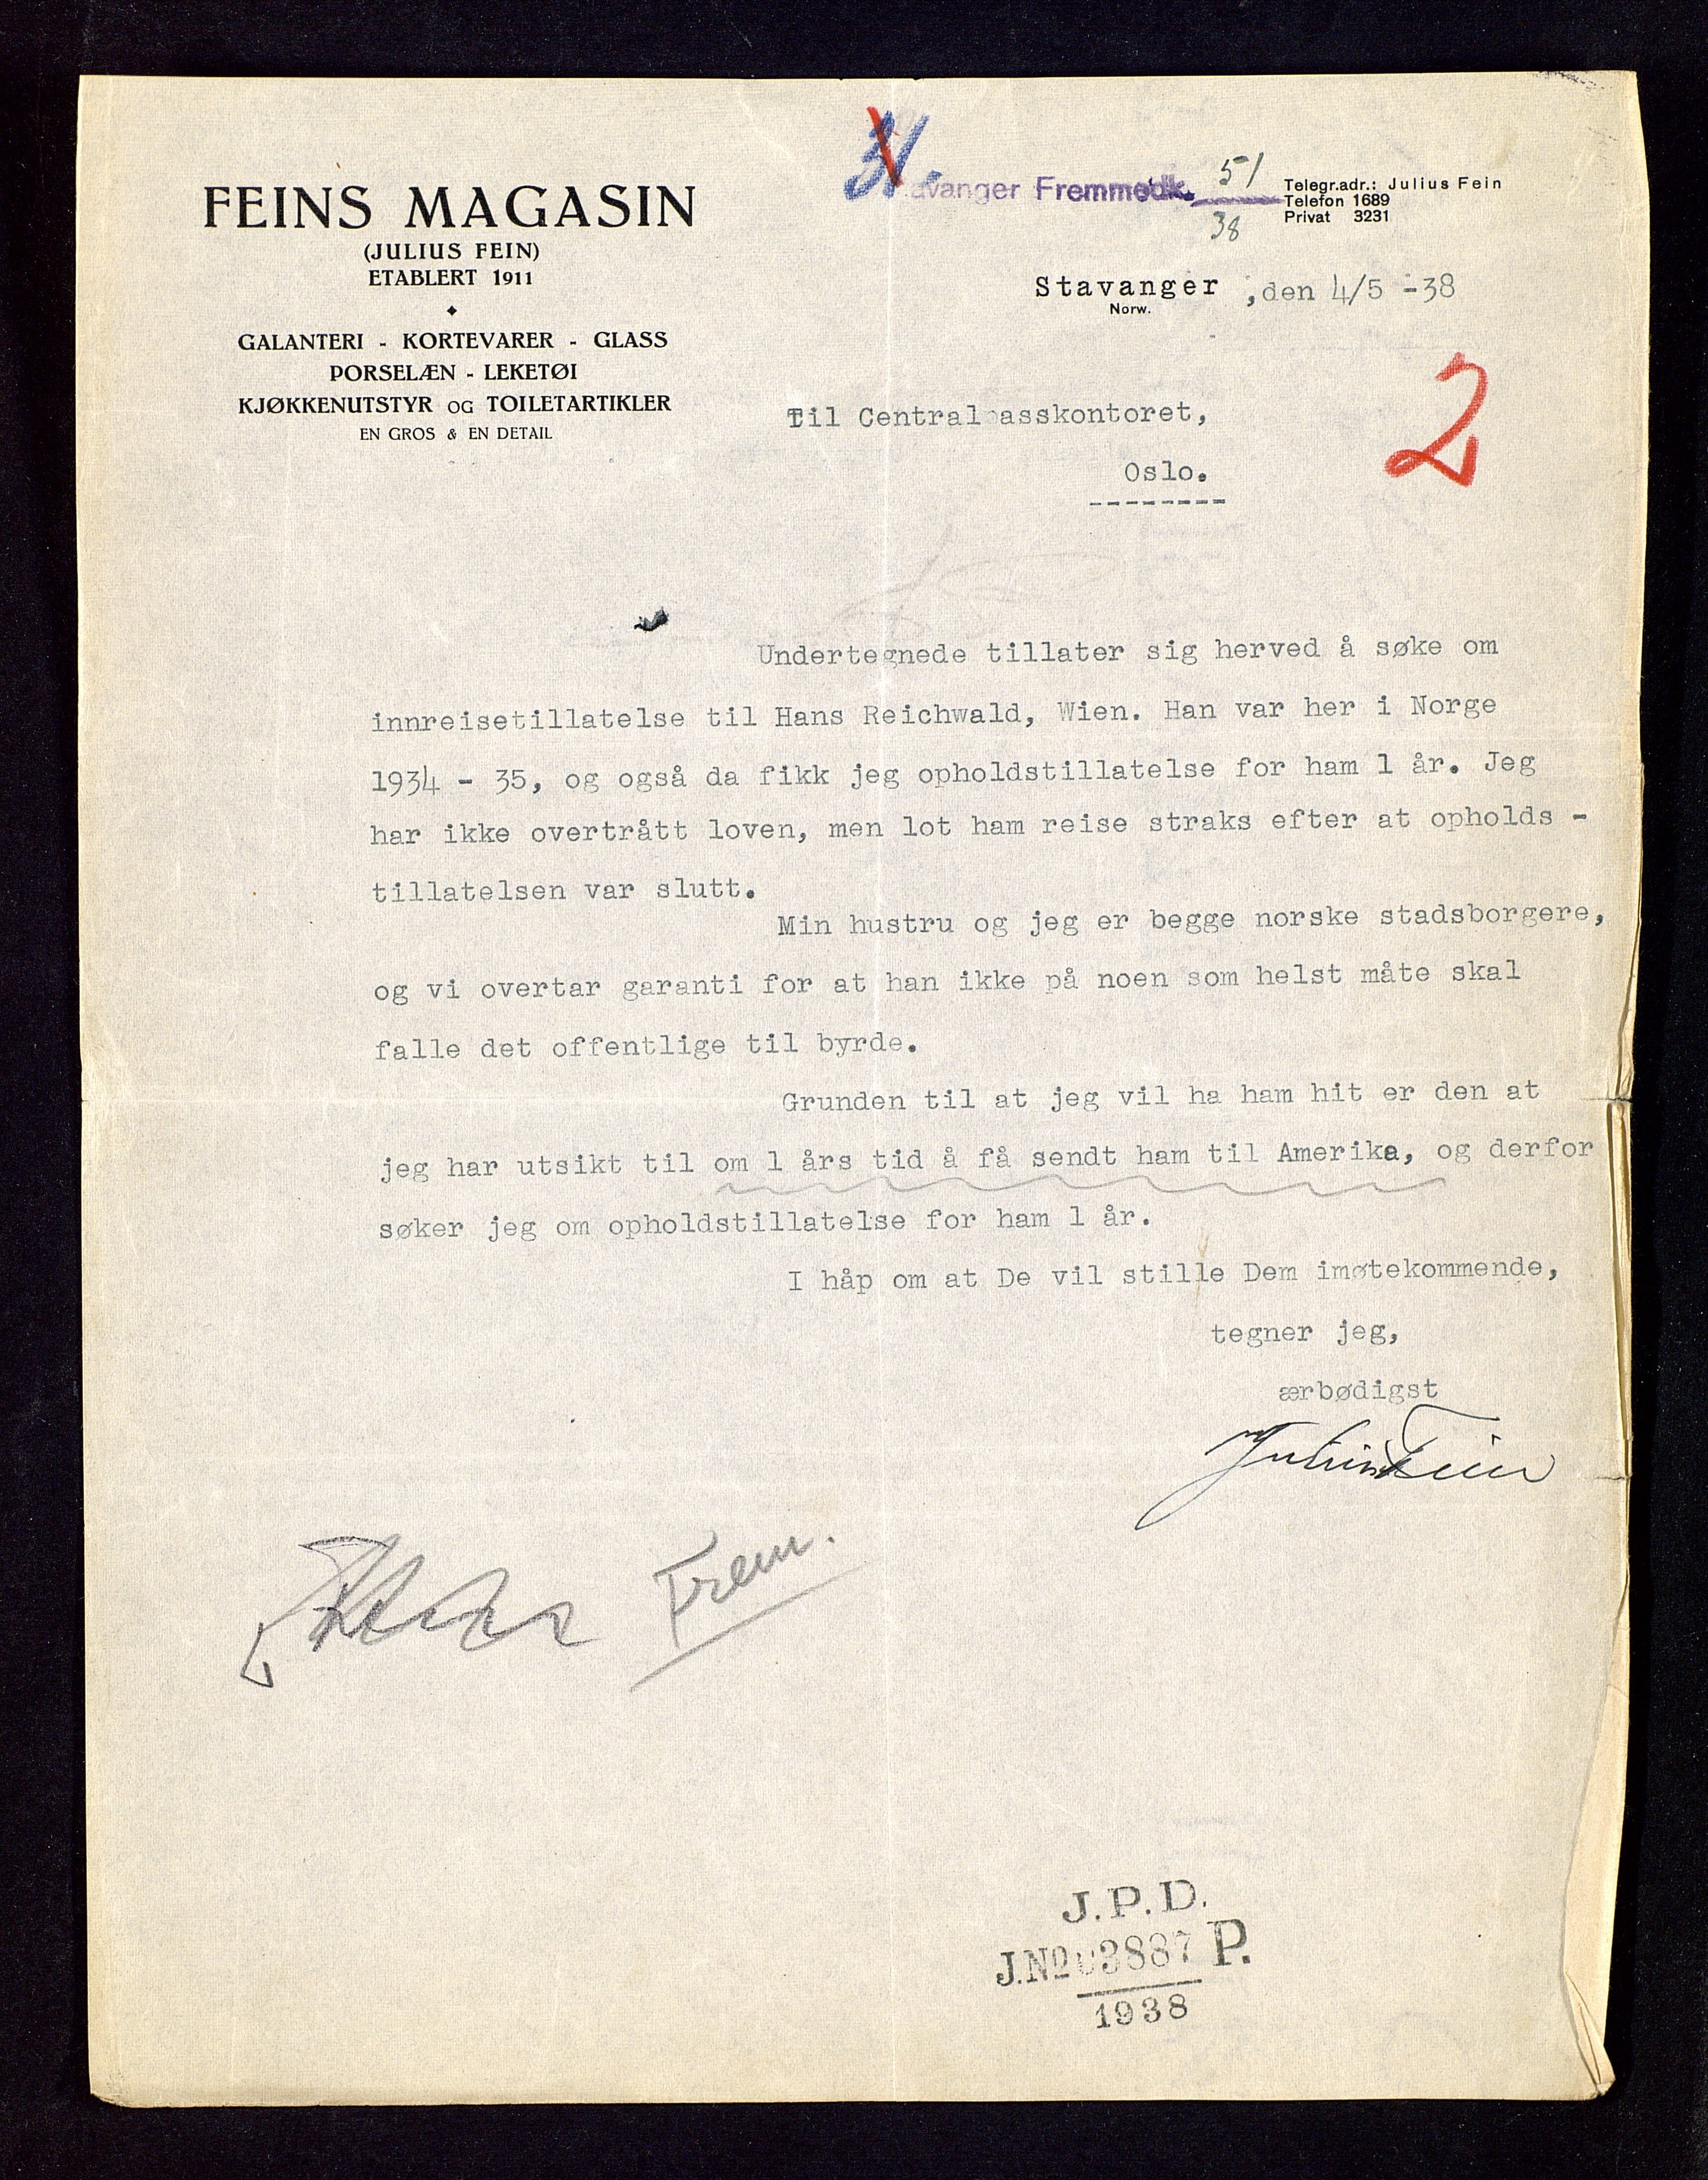 FEINS MAGASIN
(JULIUS FEIN)
ETABLERT 1911
GALANTERI - KORTEVARER - GLASS
PORSELÆN - LEKETØI
KJØKKENUTSTYR OG TOILETARTIKLER
EN GROS & EN DETAIL
Fremmedk. 51
38
Telegr.adr.: Julius Fein
Telefon 1689
Privat 3231
Stavanger, den 4/5 -38
Norw.
2
Til Centralpasskontoret,
Oslo.
Undertegnede tillater sig herved å søke om
innreisetillatelse til Hans Reichwald, Wien. Han var her i Norge
1934 - 35, og også da fikk jeg opholdstillatelse for ham 1 år. Jeg
har ikke overtrått loven, men lot ham reise straks efter at opholds -
tillatelsen var slutt.
Min hustru og jeg er begge norske stadsborgere,
og vi overtar garanti for at han ikke på noen som helst måte skal
falle det offentlige til byrde.
Grunden til at jeg vil ha ham hit er den at
jeg har utsikt til om 1 års tid å få sendt ham til Amerika, og derfor
søker jeg om opholdstillatelse for ham 1 år.
I håp om at De vil stille Dem imøtekommende,
tegner jeg,
ærbødigst
Julius Fein
Frem.
J.P.D.
J.Nº 03887 P.
1938